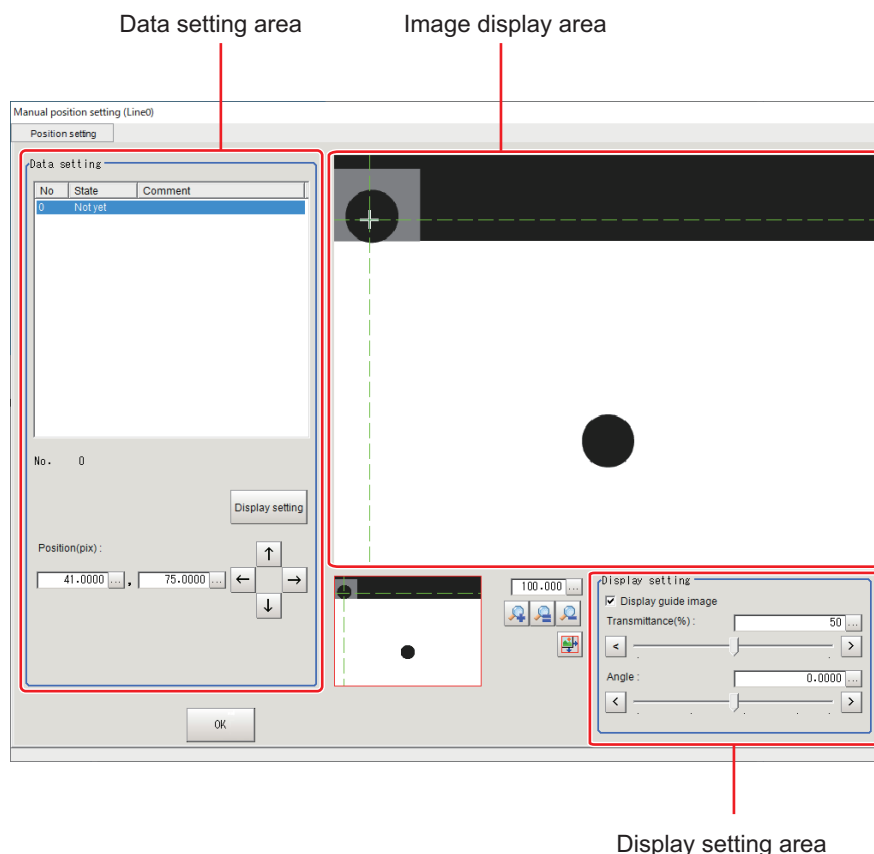 Data setting area
Image display area
Manual position setting (Line0)
Position setting
Data setting
No State Comment
0 Not yet
No. 0
Display setting
Position(pix) :
41.0000 ... , 75.0000 ...
← ↑ → ↓
100.000 ...
Display setting
Display guide image
Transmittance(%) : 50 ...
< >
Angle : 0.0000 ...
< >
OK
Display setting area